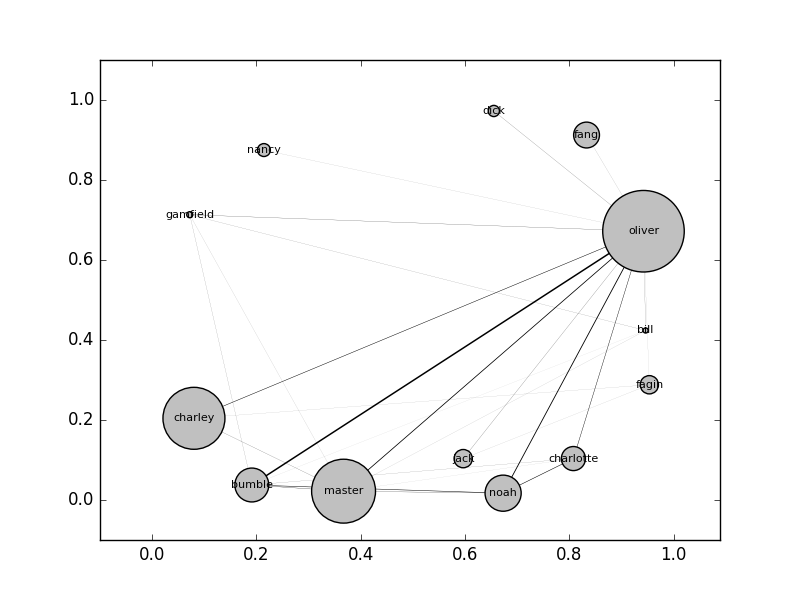 1.0
0.8
0.6
0.4
0.2
0.0
dick
fang
nancy
gamfield
oliver
bill
fagin
charley
jack
charlotte
bumble
master
noah
0.0 0.2 0.4 0.6 0.8 1.0